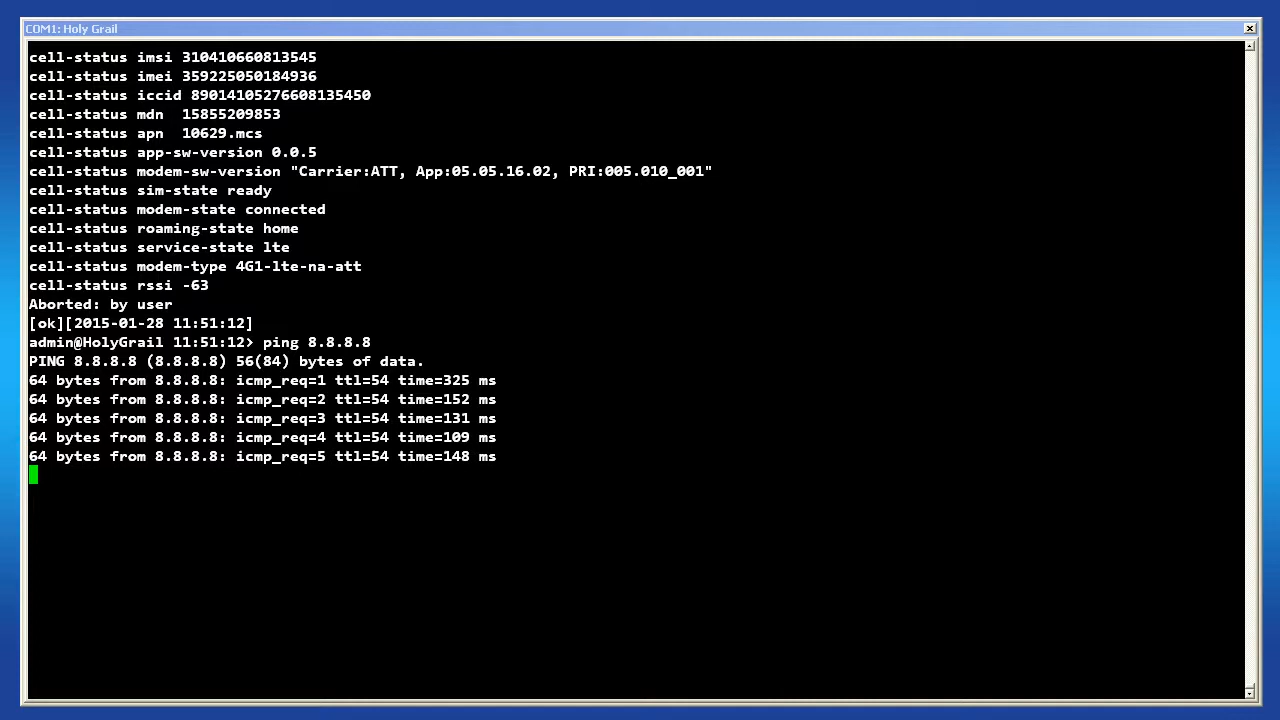 COM1: Holy Grail
cell-status imsi 310410660813545
cell-status imei 359225050184936
cell-status iccid 89014105276608135450
cell-status mdn  15855209853
cell-status apn  10629.mcs
cell-status app-sw-version 0.0.5
cell-status modem-sw-version "Carrier:ATT, App:05.05.16.02, PRI:005.010_001"
cell-status sim-state ready
cell-status modem-state connected
cell-status roaming-state home
cell-status service-state lte
cell-status modem-type 4G1-lte-na-att
cell-status rssi -63
Aborted: by user
[ok][2015-01-28 11:51:12]
admin@HolyGrail 11:51:12> ping 8.8.8.8
PING 8.8.8.8 (8.8.8.8) 56(84) bytes of data.
64 bytes from 8.8.8.8: icmp_req=1 ttl=54 time=325 ms
64 bytes from 8.8.8.8: icmp_req=2 ttl=54 time=152 ms
64 bytes from 8.8.8.8: icmp_req=3 ttl=54 time=131 ms
64 bytes from 8.8.8.8: icmp_req=4 ttl=54 time=109 ms
64 bytes from 8.8.8.8: icmp_req=5 ttl=54 time=148 ms